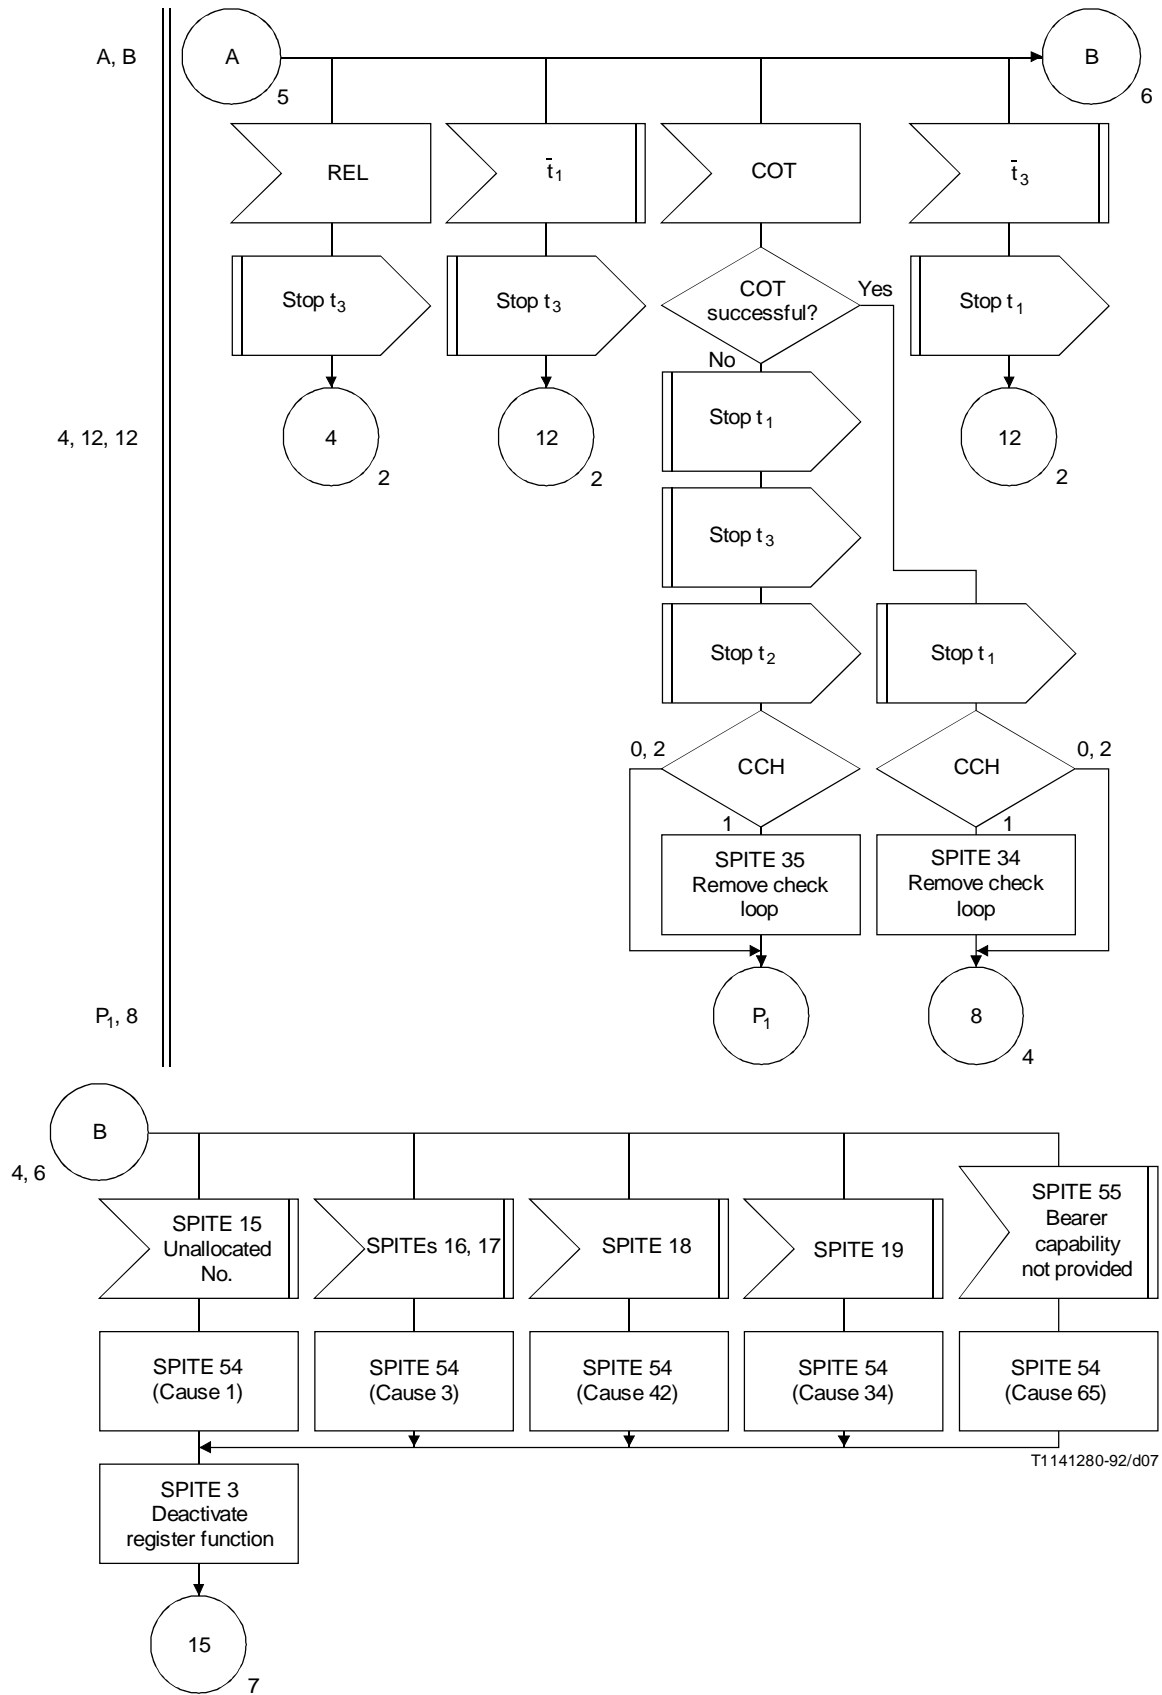 A, B
A
5
B
6
REL
t̄1
COT
t̄3
Stop t3
Stop t3
COT
successful?
Yes
No
Stop t1
4
2
12
2
12
2
4, 12, 12
Stop t1
Stop t3
Stop t2
Stop t1
0, 2
CCH
1
CCH
0, 2
1
SPITE 35
Remove check
loop
SPITE 34
Remove check
loop
P1, 8
P1
8
4
B
4, 6
SPITE 15
Unallocated
No.
SPITEs 16, 17
SPITE 18
SPITE 19
SPITE 55
Bearer
capability
not provided
SPITE 54
(Cause 1)
SPITE 54
(Cause 3)
SPITE 54
(Cause 42)
SPITE 54
(Cause 34)
SPITE 54
(Cause 65)
T1141280-92/d07
SPITE 3
Deactivate
register function
15
7